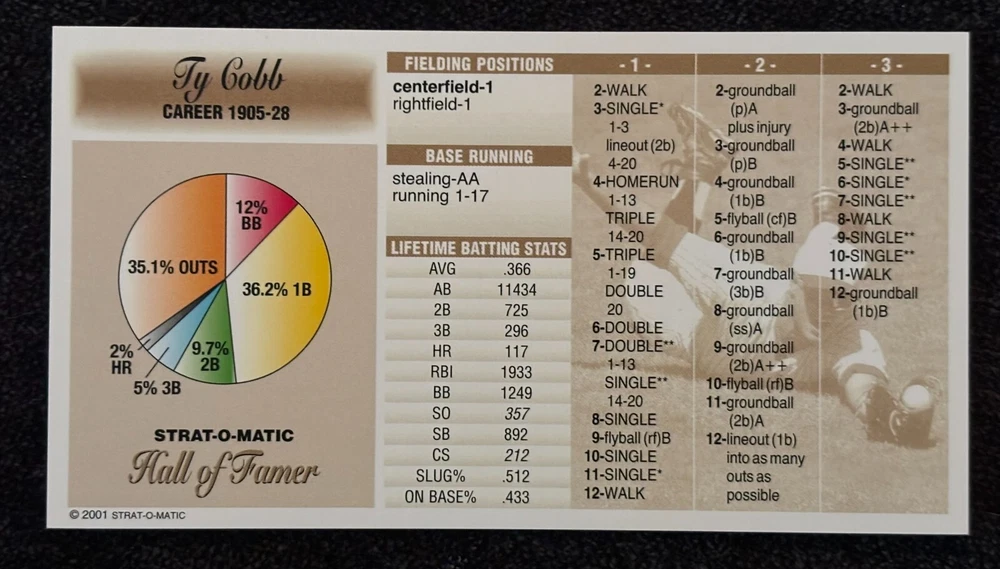 Ty Cobb
CAREER 1905-28
12%
BB
35.1% OUTS
36.2% 1B
9.7%
2B
2%
HR
5% 3B
STRAT-O-MATIC
Hall of Famer
© 2001 STRAT-O-MATIC
FIELDING POSITIONS
centerfield-1
rightfield-1
BASE RUNNING
stealing-AA
running 1-17
LIFETIME BATTING STATS
AVG .366
AB 11434
2B 725
3B 296
HR 117
RBI 1933
BB 1249
SO 357
SB 892
CS 212
SLUG% .512
ON BASE% .433
- 1 -
2-WALK
3-SINGLE*
1-3
lineout (2b)
4-20
4-HOMERUN
1-13
TRIPLE
14-20
5-TRIPLE
1-19
DOUBLE
20
6-DOUBLE
7-DOUBLE**
1-13
SINGLE**
14-20
8-SINGLE
9-flyball (rf)B
10-SINGLE
11-SINGLE*
12-WALK
- 2 -
2-groundball
(p)A
plus injury
3-groundball
(p)B
4-groundball
(1b)B
5-flyball (cf)B
6-groundball
(1b)B
7-groundball
(3b)B
8-groundball
(ss)A
9-groundball
(2b)A++
10-flyball (rf)B
11-groundball
(2b)A
12-lineout (1b)
into as many
outs as
possible
- 3 -
2-WALK
3-groundball
(2b)A++
4-WALK
5-SINGLE**
6-SINGLE*
7-SINGLE**
8-WALK
9-SINGLE**
10-SINGLE**
11-WALK
12-groundball
(1b)B